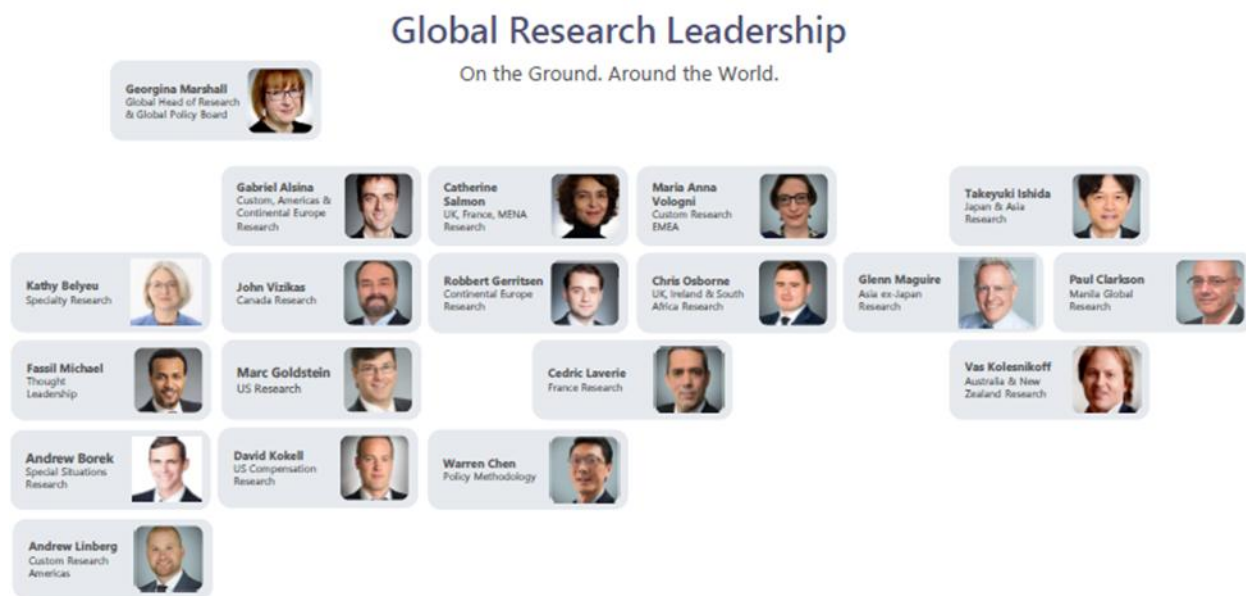 Global Research Leadership
On the Ground. Around the World.
Georgina Marshall
Global Head of Research
& Global Policy Board
Gabriel Alsina
Custom, Americas &
Continental Europe
Research
Catherine
Salmon
UK, France, MENA
Research
Maria Anna
Vologni
Custom Research
EMEA
Takeyuki Ishida
Japan & Asia
Research
Kathy Belyeu
Specialty Research
John Vizikas
Canada Research
Robbert Gerritsen
Continental Europe
Research
Chris Osborne
UK, Ireland & South
Africa Research
Glenn Maguire
Asia ex-Japan
Research
Paul Clarkson
Manila Global
Research
Fassil Michael
Thought
Leadership
Marc Goldstein
US Research
Cedric Laverie
France Research
Vas Kolesnikoff
Australia & New
Zealand Research
Andrew Borek
Special Situations
Research
David Kokell
US Compensation
Research
Warren Chen
Policy Methodology
Andrew Linberg
Custom Research
Americas